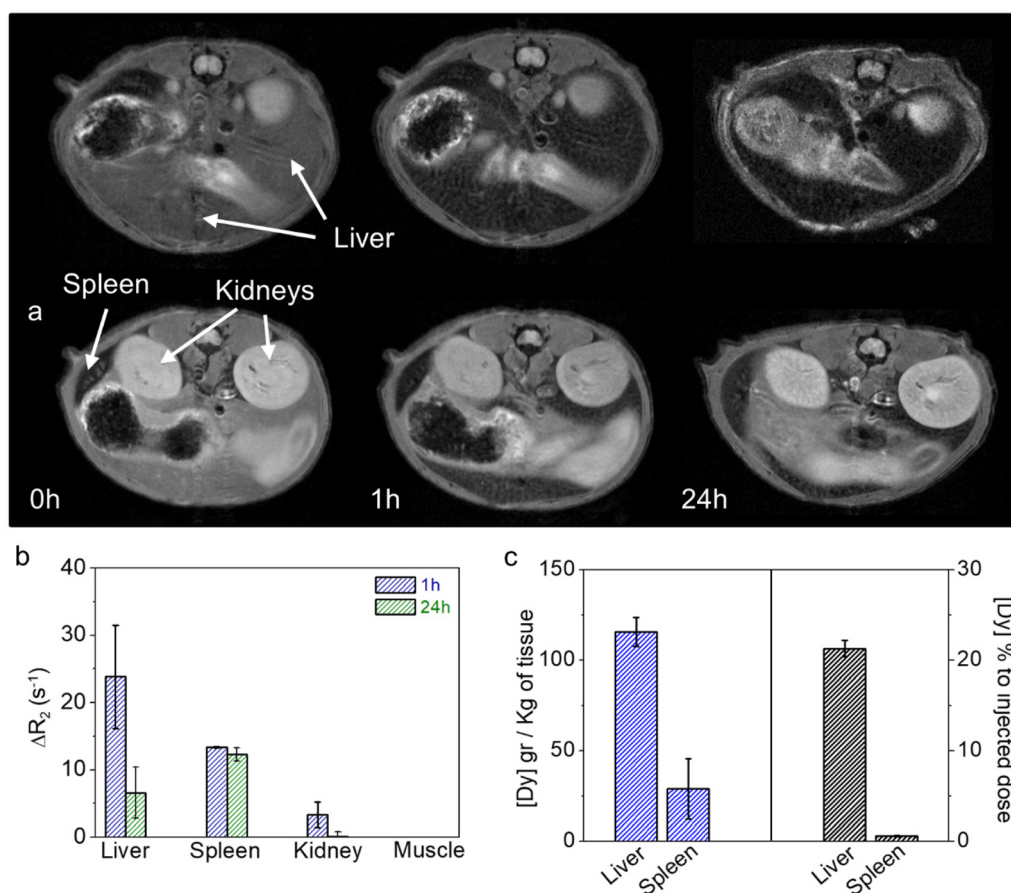 Liver
Spleen
Kidneys
a
0h
1h
24h
b
40
30
20
10
0
ΔR₂ (s⁻¹)
1h
24h
Liver
Spleen
Kidney
Muscle
c
150
100
50
0
[Dy] gr / Kg of tissue
30
20
10
0
[Dy] % to injected dose
Liver
Spleen
Liver
Spleen